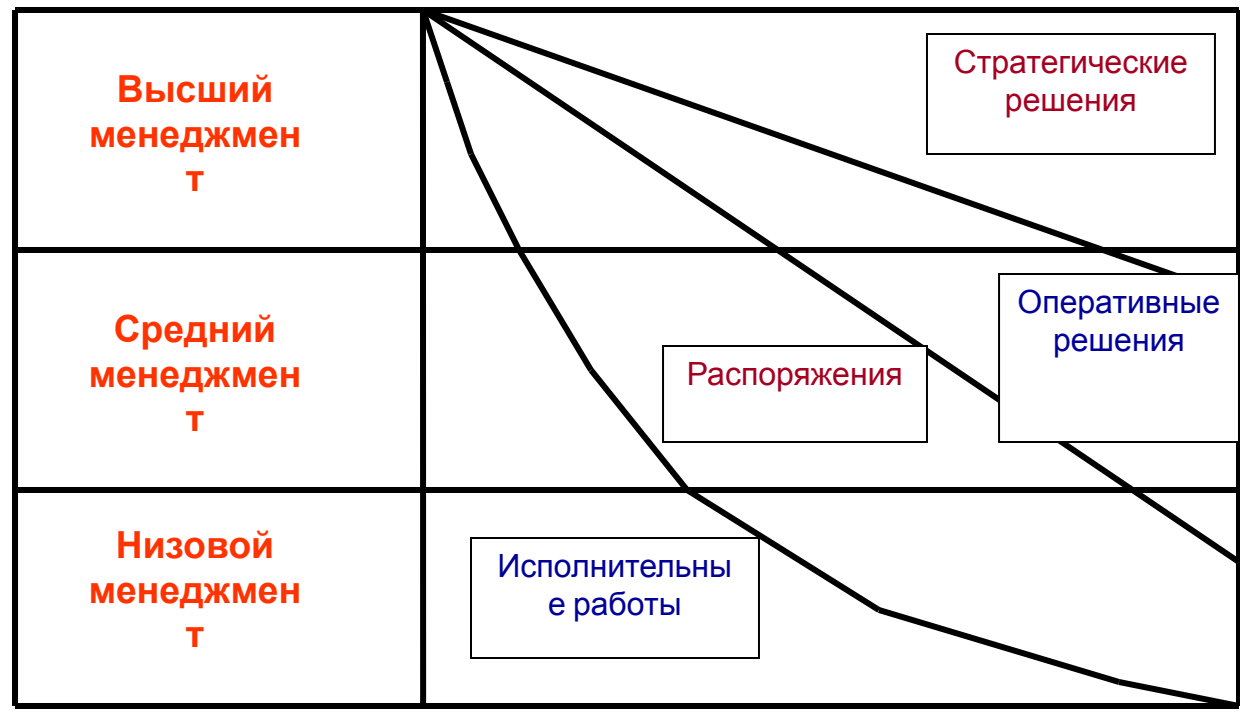 Высший
менеджмен
т
Стратегические
решения
Средний
менеджмен
т
Оперативные
решения
Распоряжения
Низовой
менеджмен
т
Исполнительны
е работы